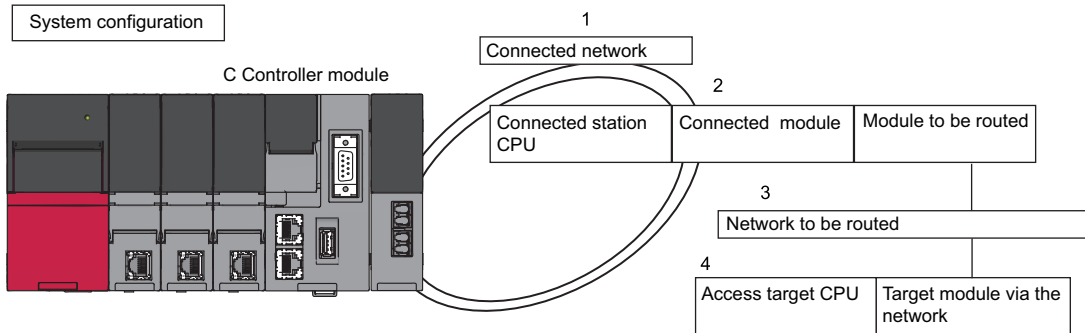 System configuration
1
Connected network
C Controller module
2
Connected station
CPU
Connected module
Module to be routed
3
Network to be routed
4
Access target CPU
Target module via the
network